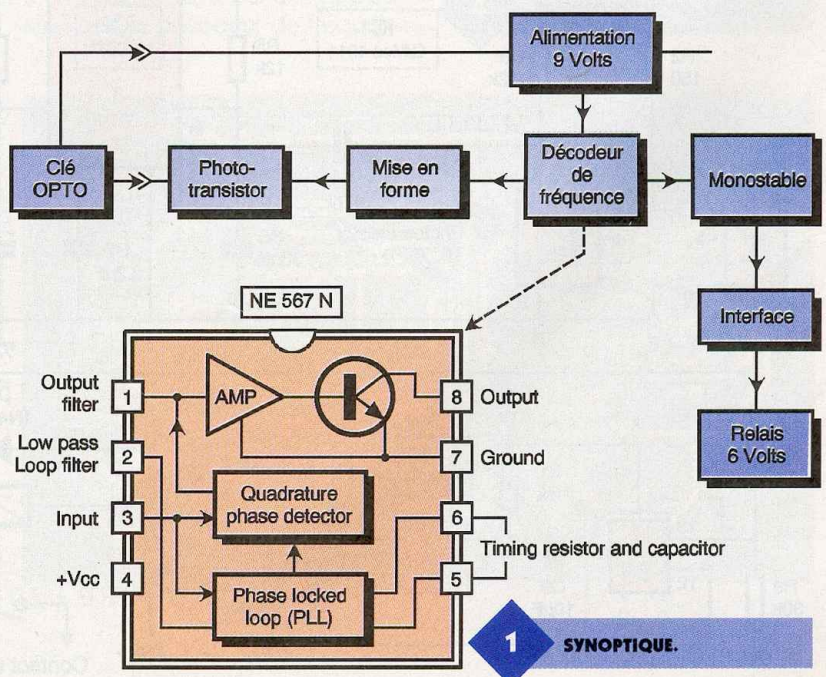 Alimentation
9 Volts
Clé
OPTO
Photo-
transistor
Mise en
forme
Décodeur
de
fréquence
Monostable
Interface
Relais
6 Volts
NE 567 N
Output
filter
1
Low pass
Loop filter
2
Input
3
+Vcc
4
AMP
8
Output
7
Ground
Quadrature
phase detector
6
5
Timing resistor and capacitor
Phase locked
loop (PLL)
1
SYNOPTIQUE.